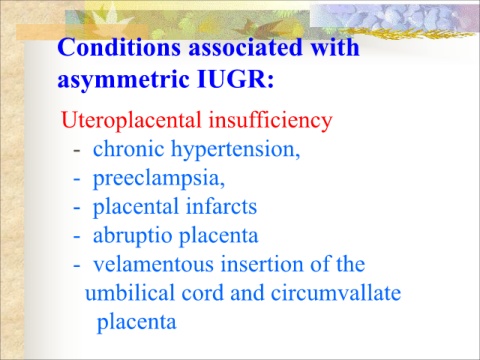 Conditions associated with
asymmetric IUGR:
Uteroplacental insufficiency
- chronic hypertension,
- preeclampsia,
- placental infarcts
- abruptio placenta
- velamentous insertion of the
umbilical cord and circumvallate
placenta